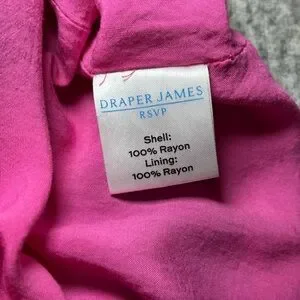 DRAPER JAMES
RSVP
Shell:
100% Rayon
Lining:
100% Rayon